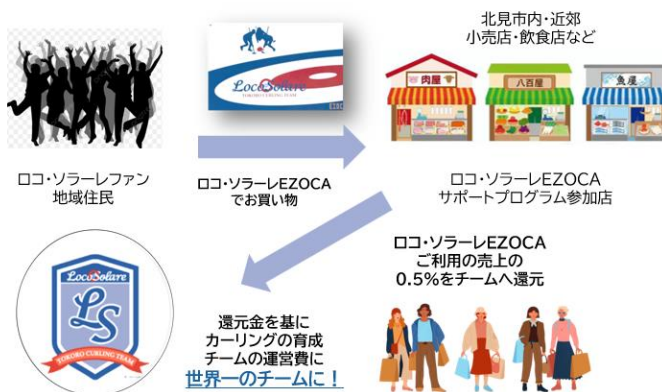 北見市内・近郊
小売店・飲食店など
肉屋
八百屋
魚屋
LocoSolare
TOKORO CURLING TEAM
ロコ・ソラーレファン
地域住民
ロコ・ソラーレEZOCA
でお買い物
ロコ・ソラーレEZOCA
サポートプログラム参加店
ロコ・ソラーレEZOCA
ご利用の売上の
0.5%をチームへ還元
LocoSolare
LS
TOKORO CURLING TEAM
還元金を基に
カーリングの育成
チームの運営費に
世界一のチームに！